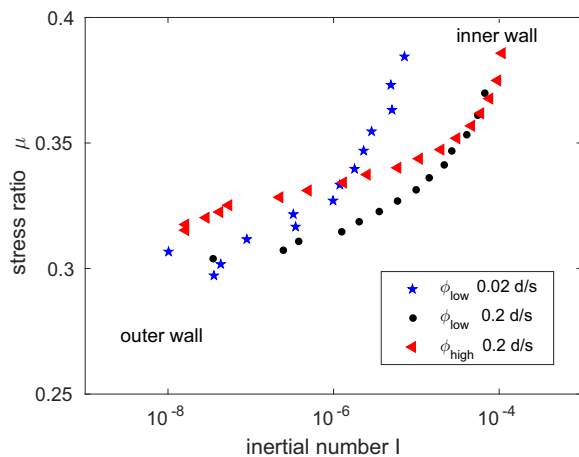 0.4
0.35
0.3
0.25
stress ratio μ
inner wall
outer wall
ϕlow 0.02 d/s
ϕlow 0.2 d/s
ϕhigh 0.2 d/s
10-8
10-6
10-4
inertial number I